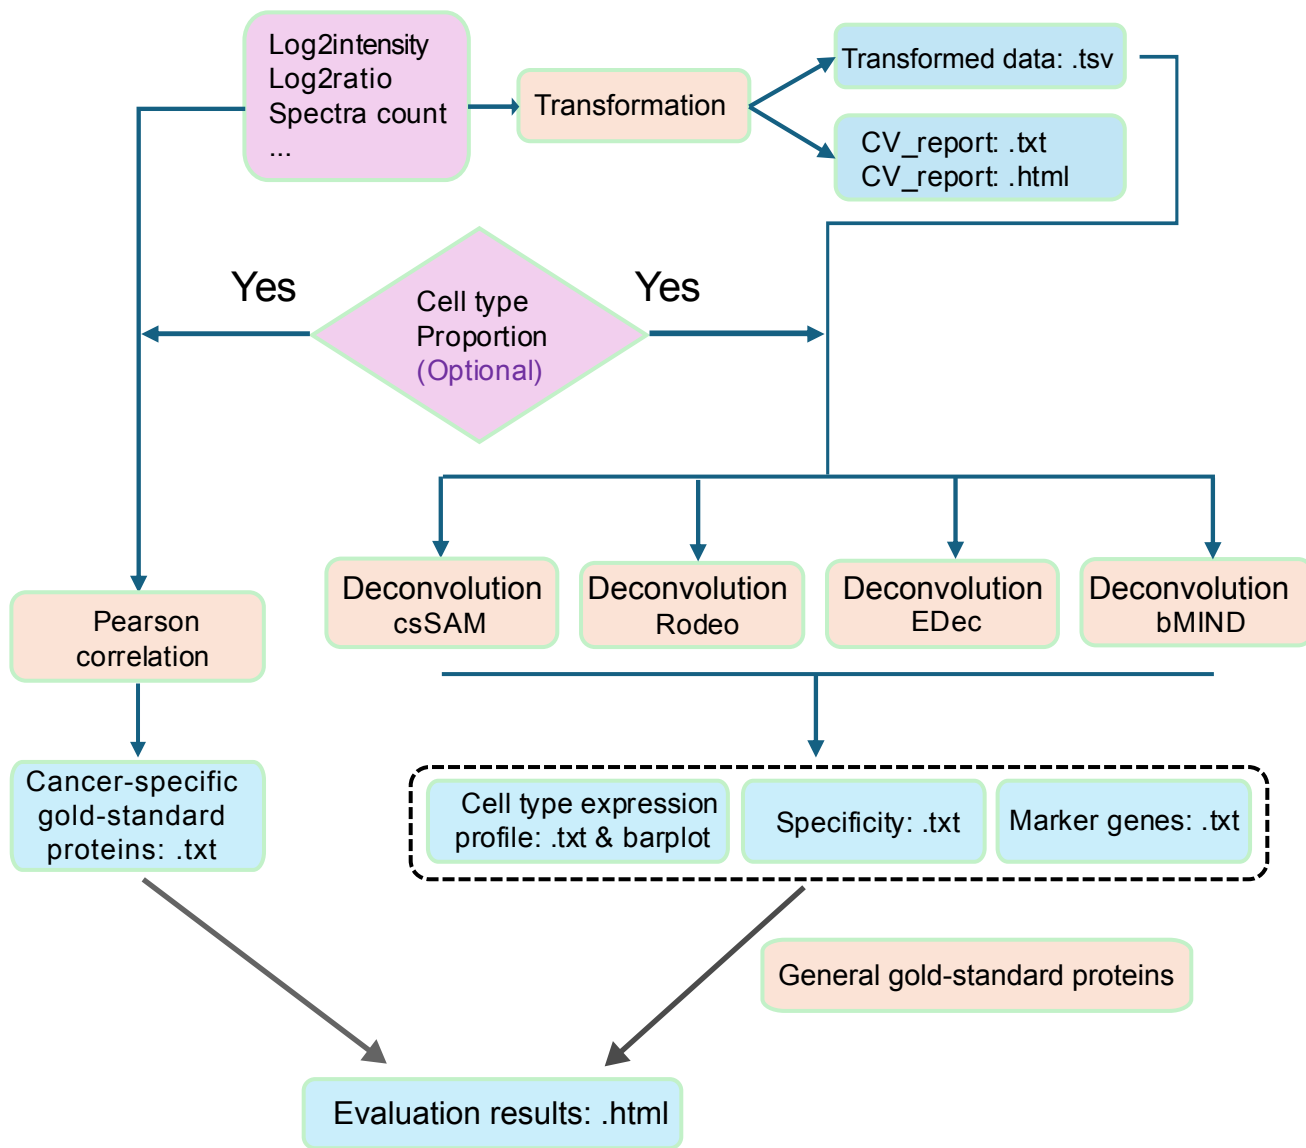 Log2intensity
Log2ratio
Spectra count
...
Transformation
Transformed data: .tsv
CV_report: .txt
CV_report: .html
Yes
Cell type
Proportion
(Optional)
Yes
Deconvolution
csSAM
Deconvolution
Rodeo
Deconvolution
EDec
Deconvolution
bMIND
Pearson
correlation
Cancer-specific
gold-standard
proteins: .txt
Cell type expression
profile: .txt & barplot
Specificity: .txt
Marker genes: .txt
General gold-standard proteins
Evaluation results: .html